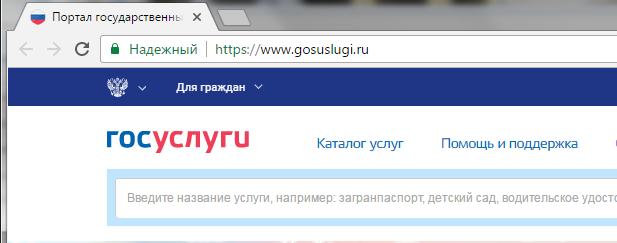 Портал государственны
Надежный https://www.gosuslugi.ru
Для граждан
госуслуги
Каталог услуг Помощь и поддержка
Введите название услуги, например: загранпаспорт, детский сад, водительское удосто